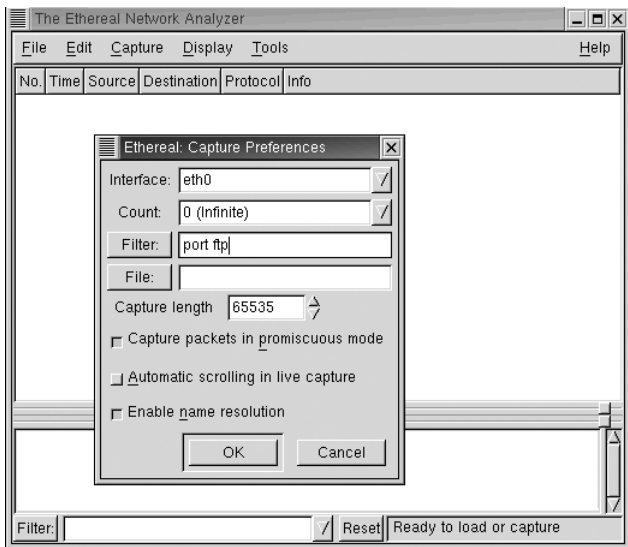 The Ethereal Network Analyzer
File Edit Capture Display Tools Help
No. Time Source Destination Protocol Info
Ethereal: Capture Preferences
Interface: eth0
Count: 0 (Infinite)
Filter: port ftp
File:
Capture length 65535
Capture packets in promiscuous mode
Automatic scrolling in live capture
Enable name resolution
OK Cancel
Filter: Reset Ready to load or capture